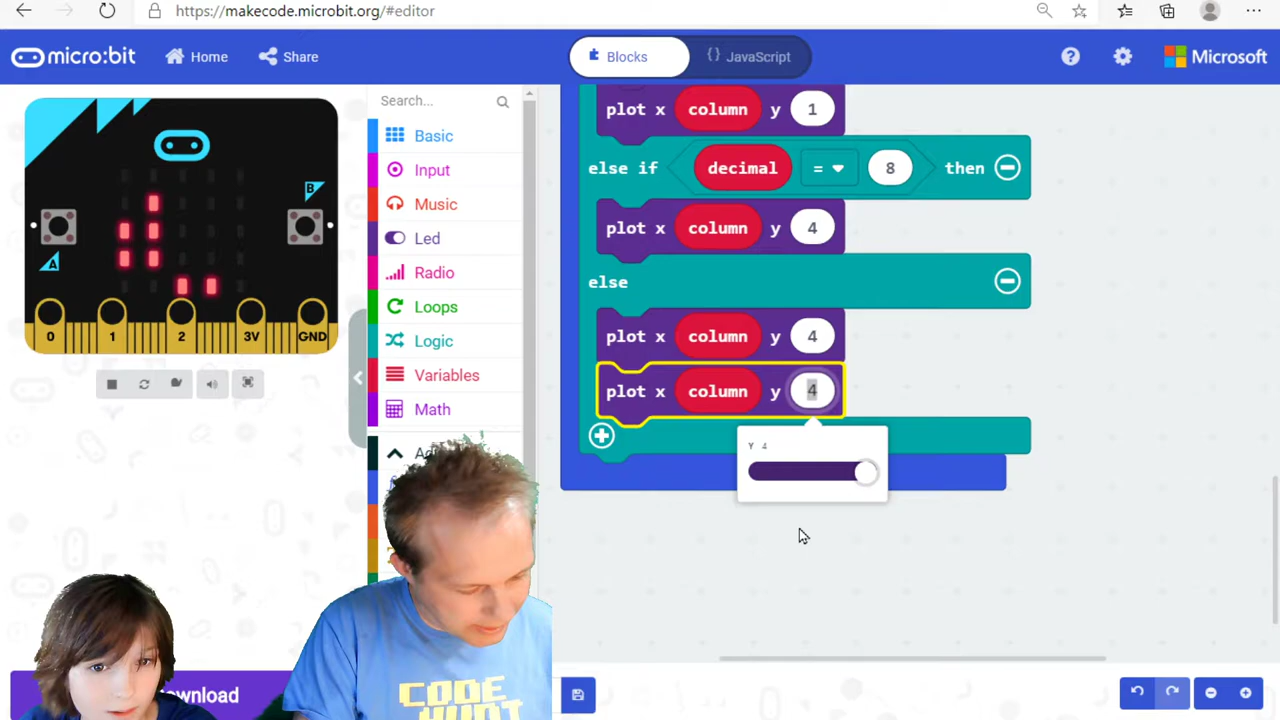 https://makecode.microbit.org/#editor
micro:bit
Home
Share
Blocks
{} JavaScript
Microsoft
Search...
Basic
Input
Music
Led
Radio
Loops
Logic
Variables
Math
A
B
0 1 2 3V GND
plot x column y 1
else if decimal = 8 then
plot x column y 4
else
plot x column y 4
plot x column y 4
Y 4
CODE
HUNT